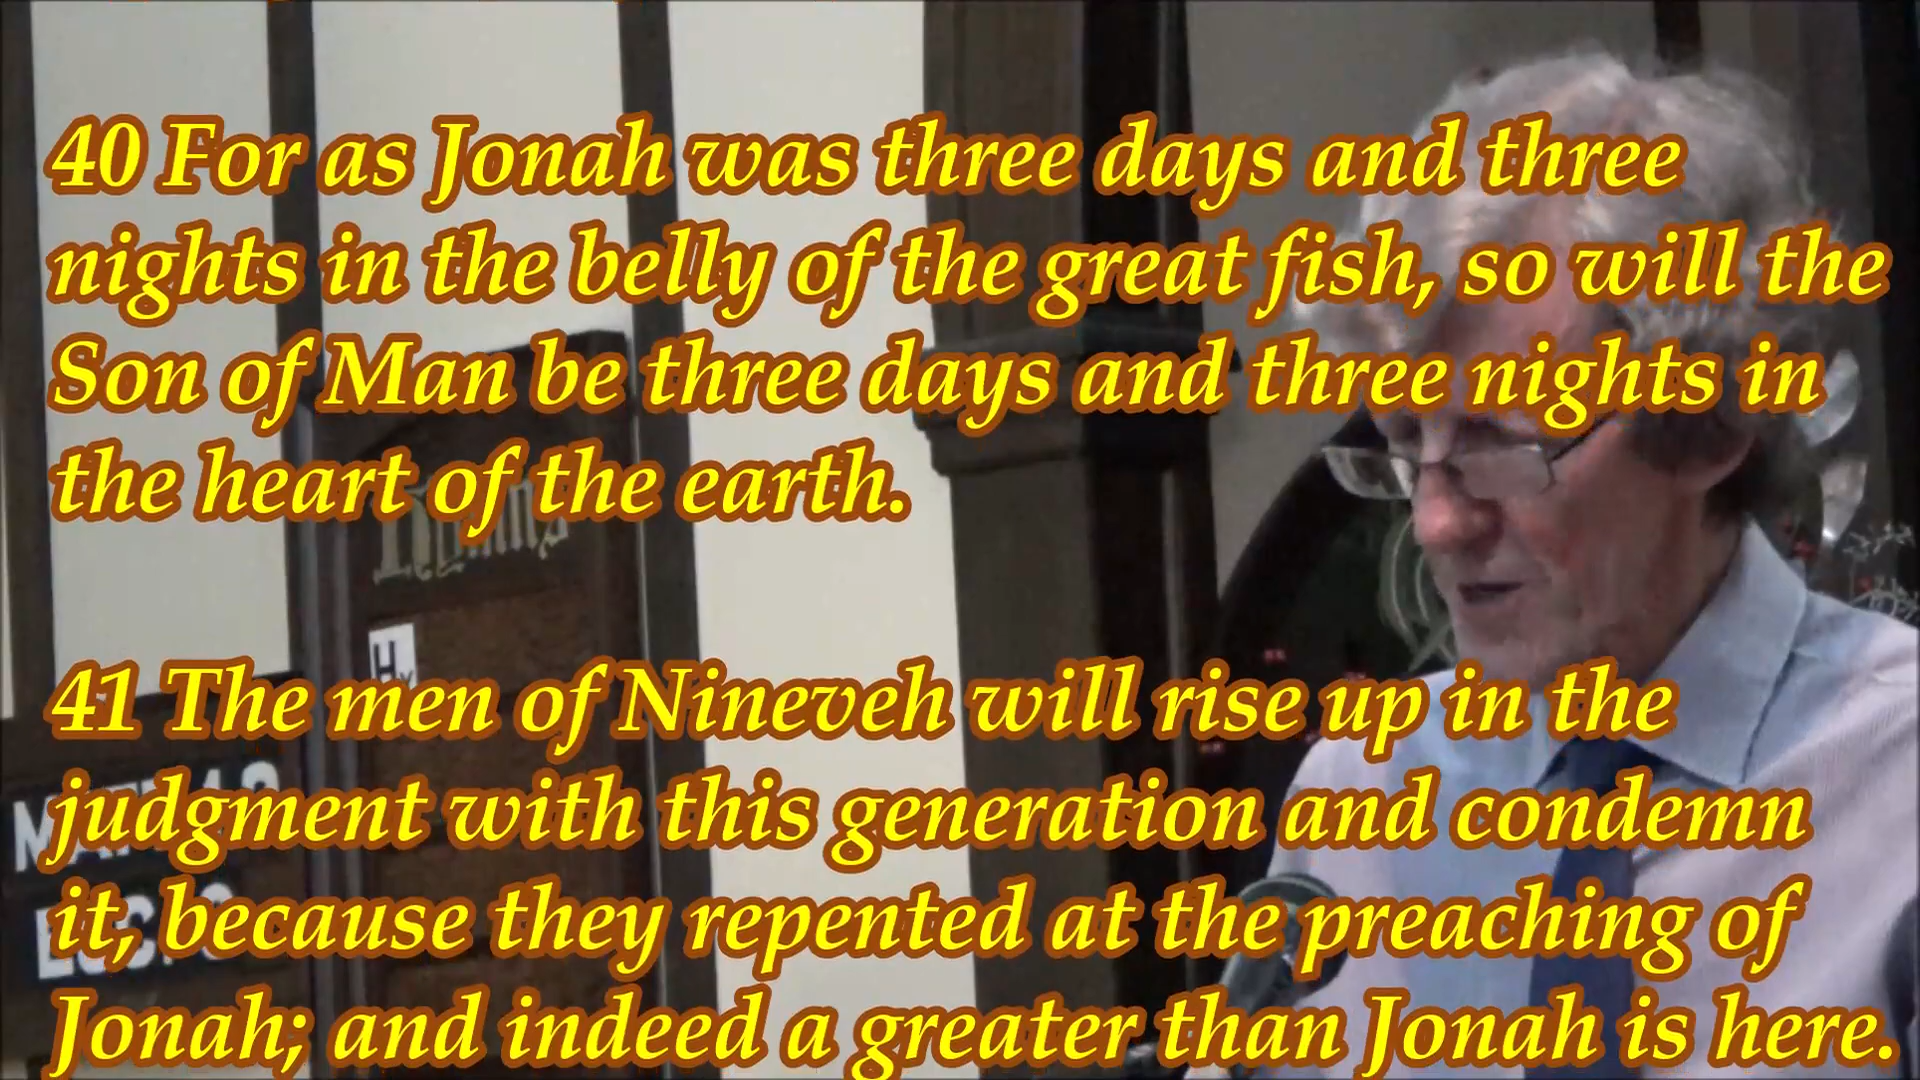 40 For as Jonah was three days and three
nights in the belly of the great fish, so will the
Son of Man be three days and three nights in
the heart of the earth.
Hymns
41 The men of Nineveh will rise up in the
judgment with this generation and condemn
it, because they repented at the preaching of
Jonah; and indeed a greater than Jonah is here.